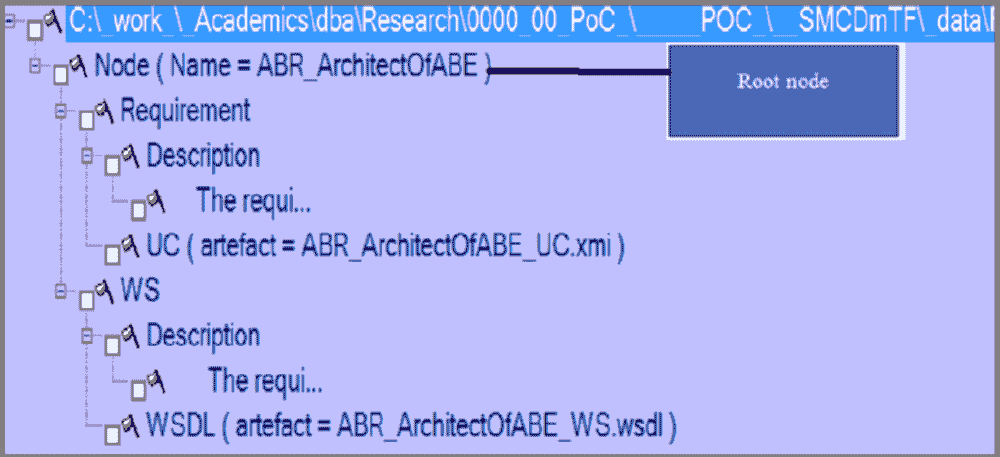 C:\_work_\_Academics\dba\Research\0000_00_PoC_\_____POC_\__SMCDmTF\_data\
Node ( Name = ABR_ArchitectOfABE )
Root node
Requirement
Description
The requi...
UC ( artefact = ABR_ArchitectOfABE_UC.xmi )
WS
Description
The requi...
WSDL ( artefact = ABR_ArchitectOfABE_WS.wsdl )